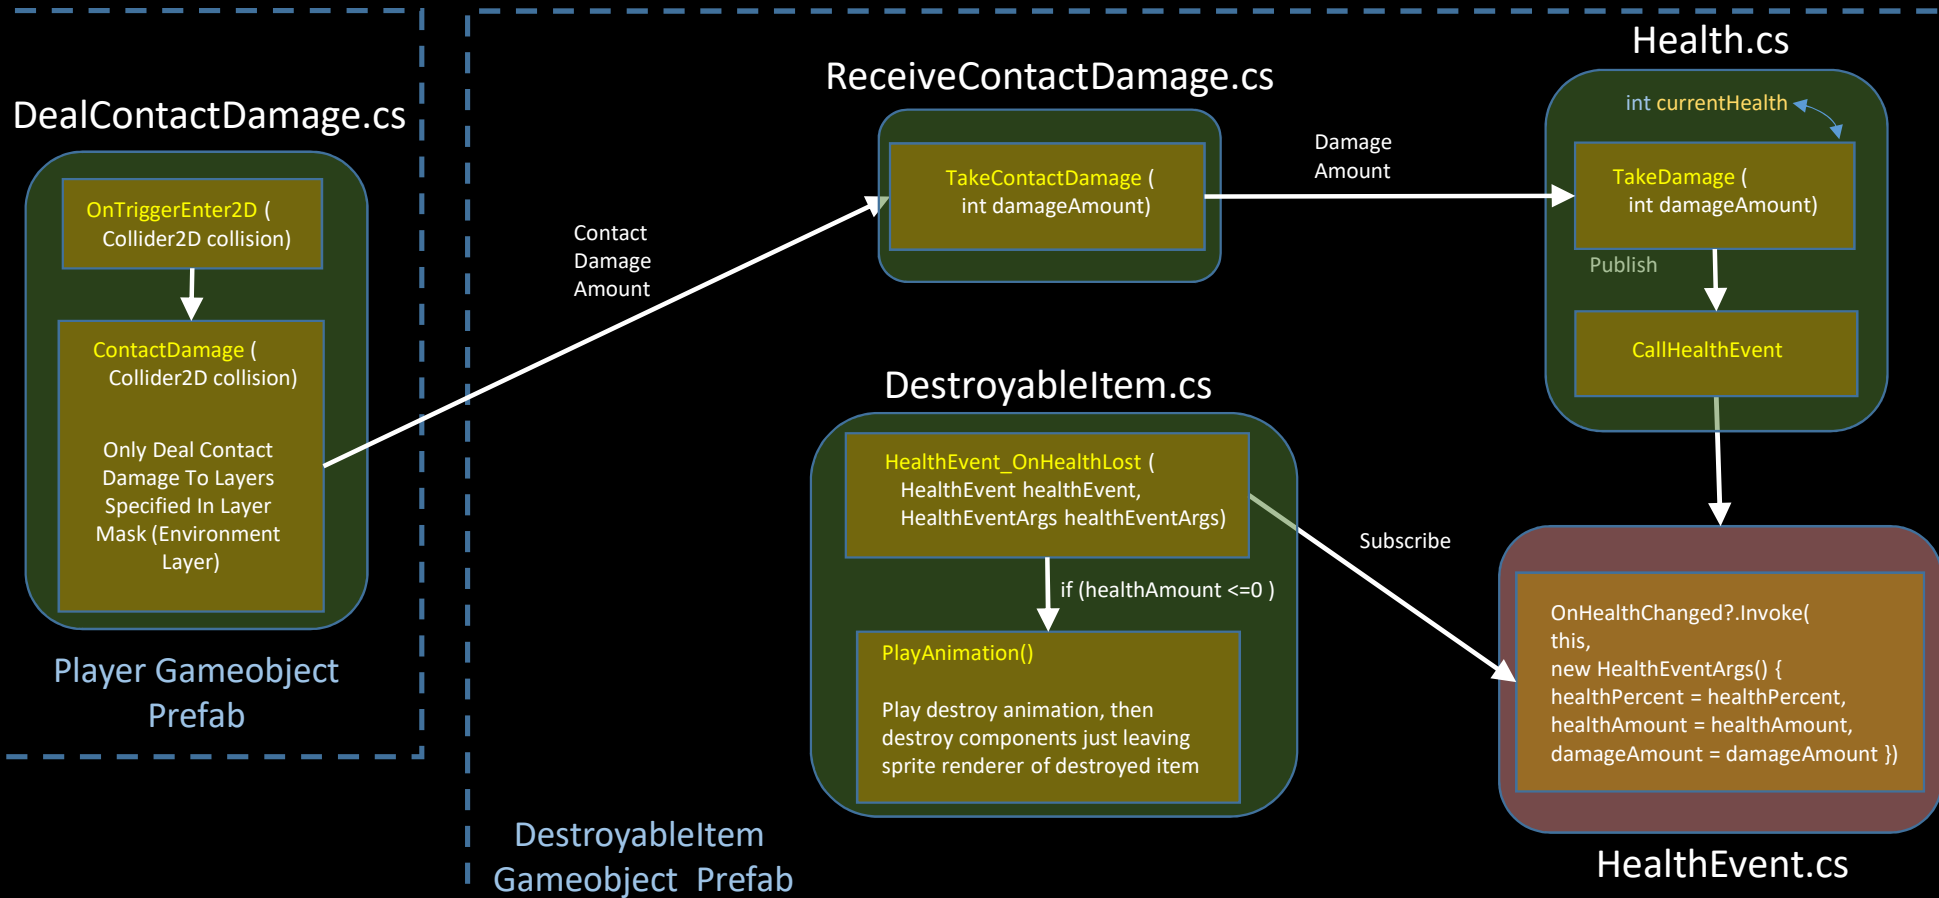 DealContactDamage.cs
OnTriggerEnter2D (
Collider2D collision)
ContactDamage (
Collider2D collision)
Only Deal Contact
Damage To Layers
Specified In Layer
Mask (Environment
Layer)
Player Gameobject
Prefab
Contact
Damage
Amount
ReceiveContactDamage.cs
TakeContactDamage (
int damageAmount)
Damage
Amount
Health.cs
int currentHealth
TakeDamage (
int damageAmount)
Publish
CallHealthEvent
DestroyableItem.cs
HealthEvent_OnHealthLost (
HealthEvent healthEvent,
HealthEventArgs healthEventArgs)
if (healthAmount <=0 )
PlayAnimation()
Play destroy animation, then
destroy components just leaving
sprite renderer of destroyed item
Subscribe
OnHealthChanged?.Invoke(
this,
new HealthEventArgs() {
healthPercent = healthPercent,
healthAmount = healthAmount,
damageAmount = damageAmount })
HealthEvent.cs
DestroyableItem
Gameobject Prefab